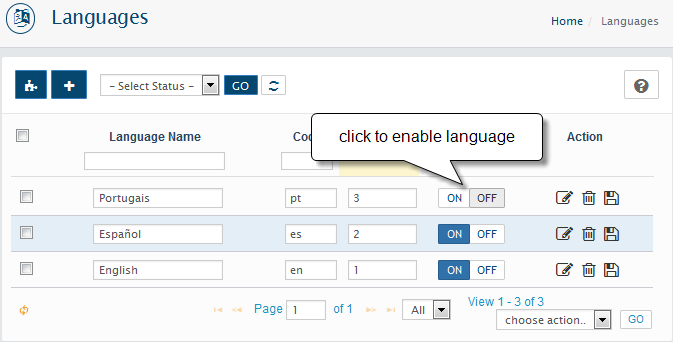 Languages
Home / Languages
- Select Status - GO
?
Language Name Action
click to enable language
Portugais pt 3 ON OFF
Español es 2 ON OFF
English en 1 ON OFF
Page 1 of 1 All View 1 - 3 of 3
choose action.. GO